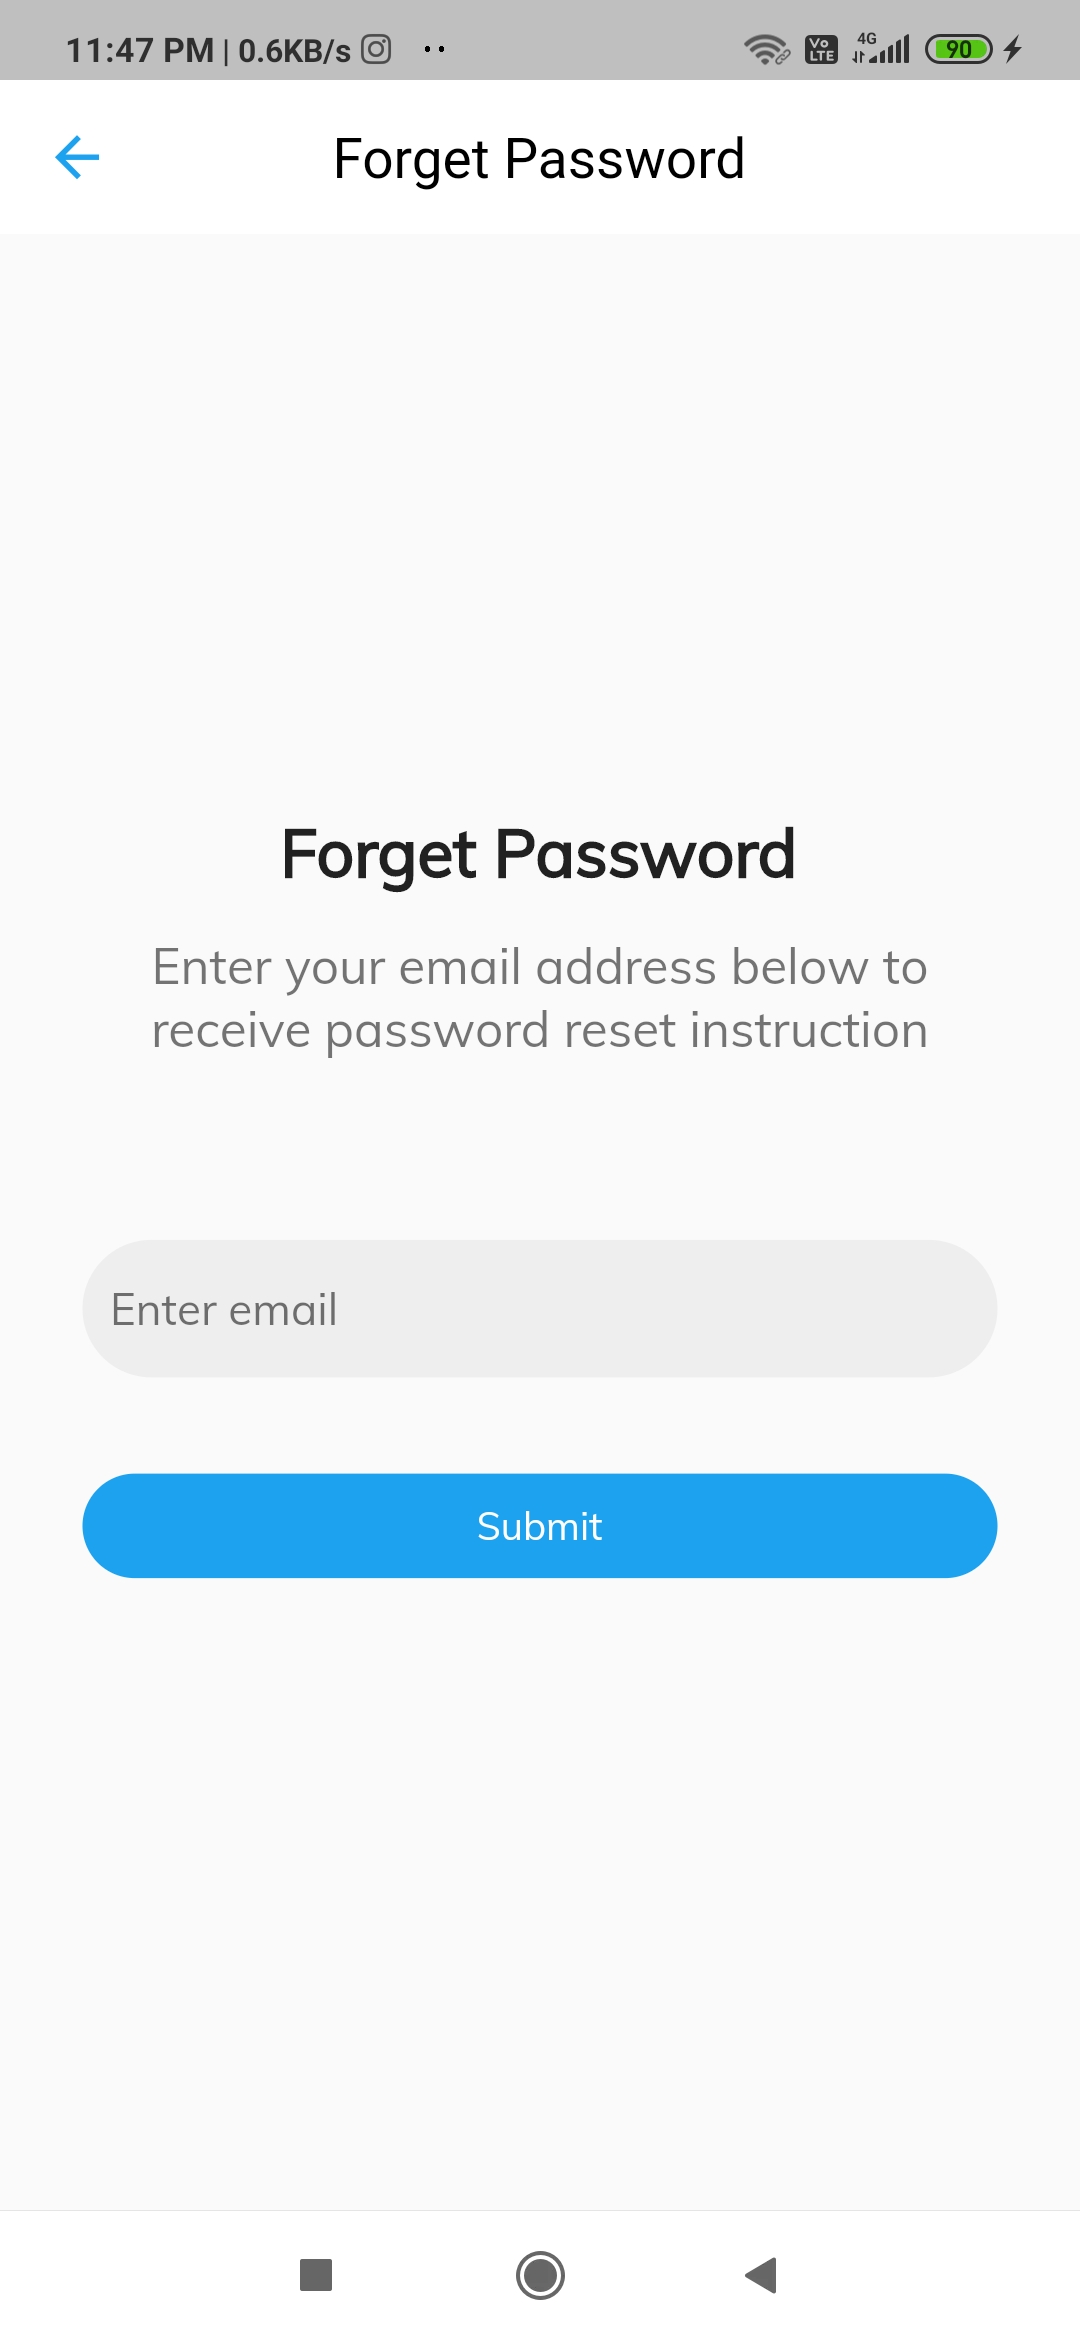 11:47 PM | 0.6KB/s
Vo LTE 4G 90
Forget Password
Forget Password
Enter your email address below to
receive password reset instruction
Enter email
Submit